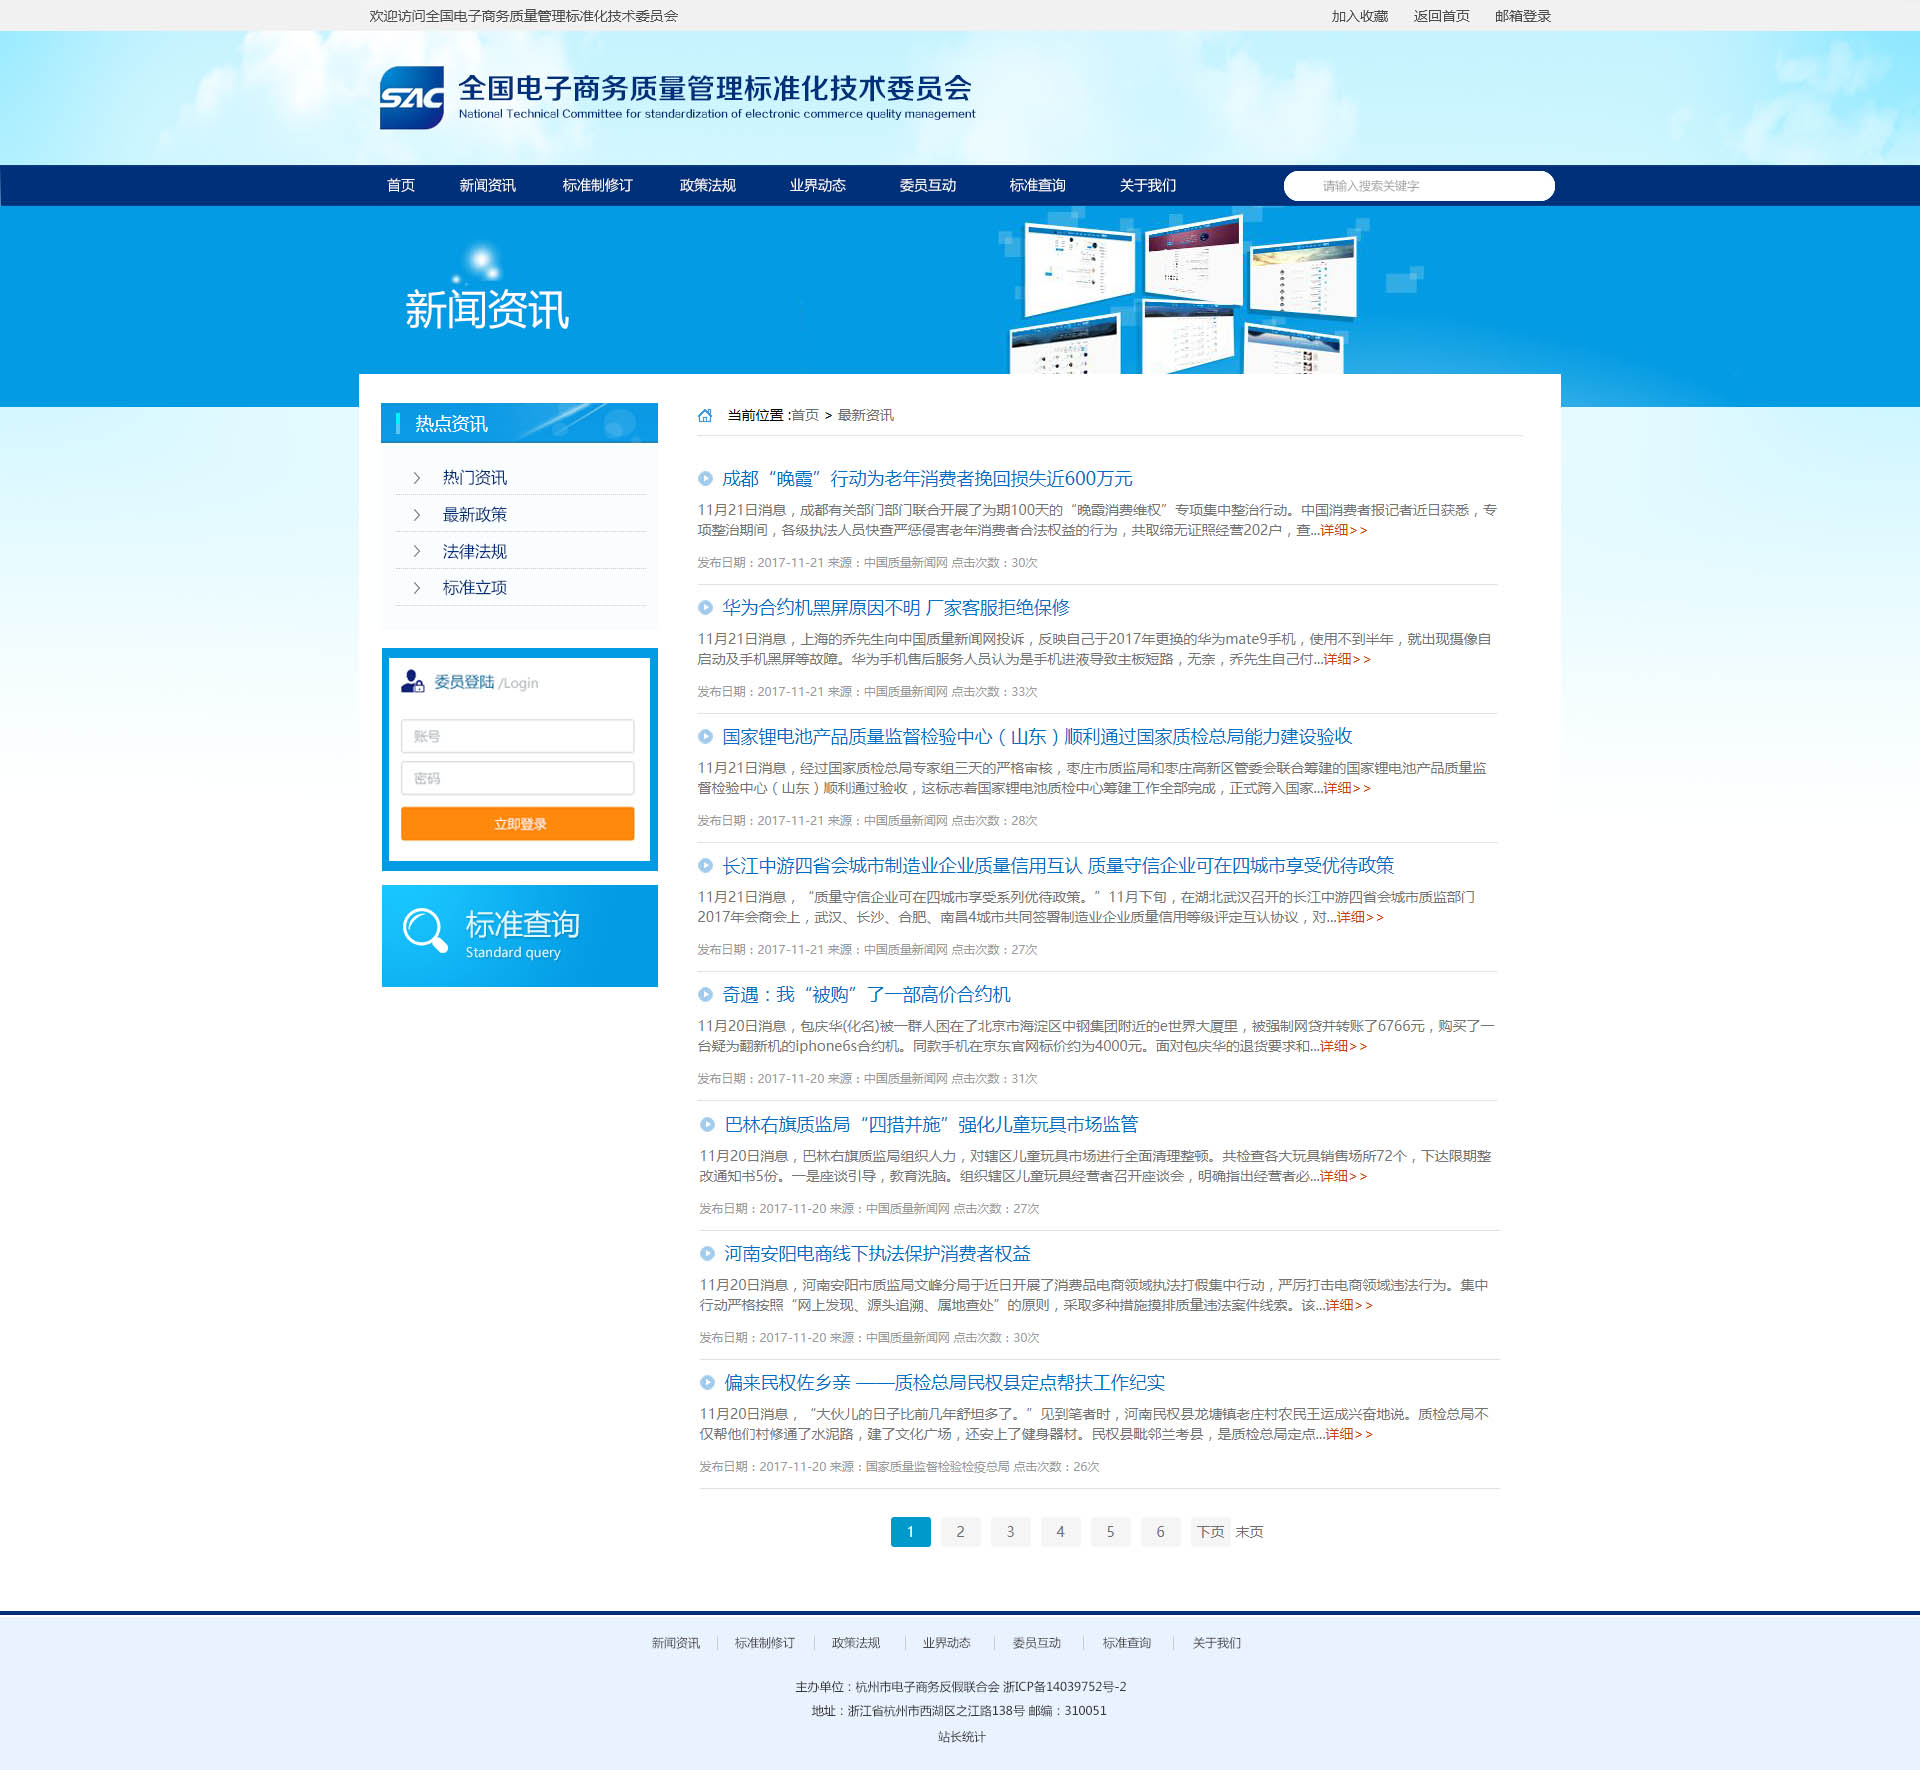 欢迎访问全国电子商务质量管理标准化技术委员会
加入收藏 返回首页 邮箱登录
SAC
全国电子商务质量管理标准化技术委员会
National Technical Committee for standardization of electronic commerce quality management
首页 新闻资讯 标准制修订 政策法规 业界动态 委员互动 标准查询 关于我们 请输入搜索关键字
新闻资讯
热点资讯
热门资讯
最新政策
法律法规
标准立项
委员登陆 /Login
账号
密码
立即登录
标准查询
Standard query
当前位置 :首页 > 最新资讯
成都“晚霞”行动为老年消费者挽回损失近600万元
11月21日消息，成都有关部门部门联合开展了为期100天的“晚霞消费维权”专项集中整治行动。中国消费者报记者近日获悉，专
项整治期间，各级执法人员快查严惩侵害老年消费者合法权益的行为，共取缔无证照经营202户，查...详细>>
发布日期：2017-11-21 来源：中国质量新闻网 点击次数：30次
华为合约机黑屏原因不明 厂家客服拒绝保修
11月21日消息，上海的乔先生向中国质量新闻网投诉，反映自己于2017年更换的华为mate9手机，使用不到半年，就出现摄像自
启动及手机黑屏等故障。华为手机售后服务人员认为是手机进液导致主板短路，无奈，乔先生自己付...详细>>
发布日期：2017-11-21 来源：中国质量新闻网 点击次数：33次
国家锂电池产品质量监督检验中心（山东）顺利通过国家质检总局能力建设验收
11月21日消息，经过国家质检总局专家组三天的严格审核，枣庄市质监局和枣庄高新区管委会联合筹建的国家锂电池产品质量监
督检验中心（山东）顺利通过验收，这标志着国家锂电池质检中心筹建工作全部完成，正式跨入国家...详细>>
发布日期：2017-11-21 来源：中国质量新闻网 点击次数：28次
长江中游四省会城市制造业企业质量信用互认 质量守信企业可在四城市享受优待政策
11月21日消息，“质量守信企业可在四城市享受系列优待政策。”11月下旬，在湖北武汉召开的长江中游四省会城市质监部门
2017年会商会上，武汉、长沙、合肥、南昌4城市共同签署制造业企业质量信用等级评定互认协议，对...详细>>
发布日期：2017-11-21 来源：中国质量新闻网 点击次数：27次
奇遇：我“被购”了一部高价合约机
11月20日消息，包庆华(化名)被一群人困在了北京市海淀区中钢集团附近的e世界大厦里，被强制网贷并转账了6766元，购买了一
台疑为翻新机的iphone6s合约机。同款手机在京东官网标价约为4000元。面对包庆华的退货要求和...详细>>
发布日期：2017-11-20 来源：中国质量新闻网 点击次数：31次
巴林右旗质监局“四措并施”强化儿童玩具市场监管
11月20日消息，巴林右旗质监局组织人力，对辖区儿童玩具市场进行全面清理整顿。共检查各大玩具销售场所72个，下达限期整
改通知书5份。一是座谈引导，教育洗脑。组织辖区儿童玩具经营者召开座谈会，明确指出经营者必...详细>>
发布日期：2017-11-20 来源：中国质量新闻网 点击次数：27次
河南安阳电商线下执法保护消费者权益
11月20日消息，河南安阳市质监局文峰分局于近日开展了消费品电商领域执法打假集中行动，严厉打击电商领域违法行为。集中
行动严格按照“网上发现、源头追溯、属地查处”的原则，采取多种措施摸排质量违法案件线索。该...详细>>
发布日期：2017-11-20 来源：中国质量新闻网 点击次数：30次
偏来民权佐乡亲 ——质检总局民权县定点帮扶工作纪实
11月20日消息，“大伙儿的日子比前几年舒坦多了。”见到笔者时，河南民权县龙塘镇老庄村农民王运成兴奋地说。质检总局不
仅帮他们村修通了水泥路，建了文化广场，还安上了健身器材。民权县毗邻兰考县，是质检总局定点...详细>>
发布日期：2017-11-20 来源：国家质量监督检验检疫总局 点击次数：26次
1 2 3 4 5 6 下页 末页
新闻资讯 标准制修订 政策法规 业界动态 委员互动 标准查询 关于我们
主办单位：杭州市电子商务反假联合会 浙ICP备14039752号-2
地址：浙江省杭州市西湖区之江路138号 邮编：310051
站长统计